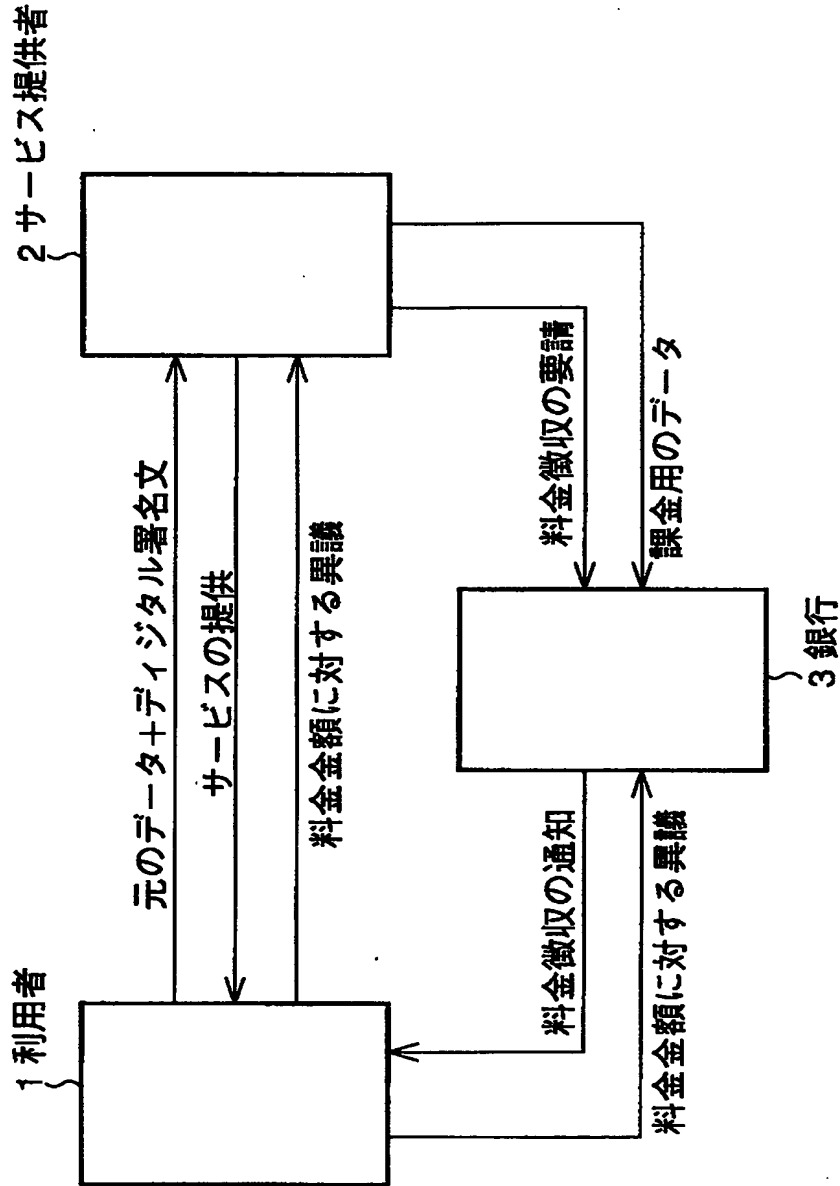 1 利用者
2 サービス提供者
元のデータ+ディジタル署名文
サービスの提供
料金金額に対する異議
料金徴収の通知
料金徴収の要請
料金金額に対する異議
課金用のデータ
3 銀行